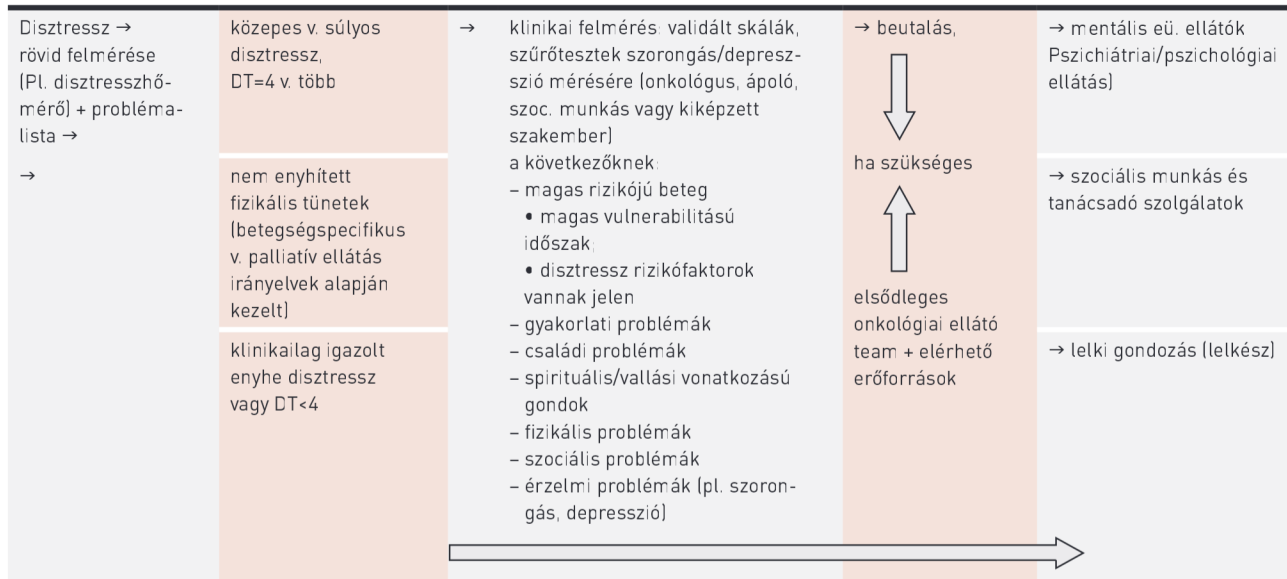 Disztressz →
rövid felmérése
(Pl. disztresszhő-
mérő) + probléma-
lista →
→
közepes v. súlyos
disztressz,
DT=4 v. több
nem enyhített
fizikális tünetek
(betegségspecifikus
v. palliatív ellátás
irányelvek alapján
kezelt)
klinikailag igazolt
enyhe disztressz
vagy DT<4
→ klinikai felmérés: validált skálák,
szűrőtesztek szorongás/depresz-
szió mérésére (onkológus, ápoló,
szoc. munkás vagy kiképzett
szakember)
a következőknek:
– magas rizikójú beteg
• magas vulnerabilitású
időszak;
• disztressz rizikófaktorok
vannak jelen
– gyakorlati problémák
– családi problémák
– spirituális/vallási vonatkozású
gondok
– fizikális problémák
– szociális problémák
– érzelmi problémák (pl. szoron-
gás, depresszió)
→ beutalás,
ha szükséges
elsődleges
onkológiai ellátó
team + elérhető
erőforrások
→ mentális eü. ellátók
Pszichiátriai/pszichológiai
ellátás)
→ szociális munkás és
tanácsadó szolgálatok
→ lelki gondozás (lelkész)